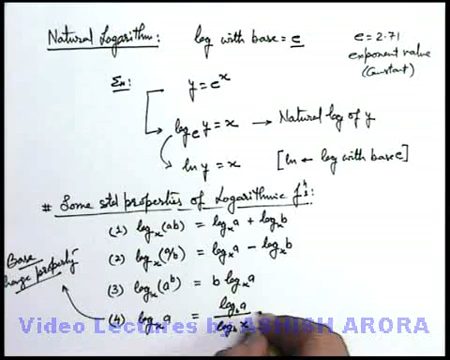 Natural Logarithm: log with base = e
e = 2.71
exponent value
(Constant)
Ex: y = e^x
log_e y = x → Natural log of y
ln y = x [ln ← log with base e]
# Some std properties of Logarithmic fⁿs:
(1) log_x (ab) = log_x a + log_x b
(2) log_x (a/b) = log_x a - log_x b
(3) log_x (a^b) = b log_x a
Base
change property
(4) log_x a =
Video Lectures by ASHISH ARORA